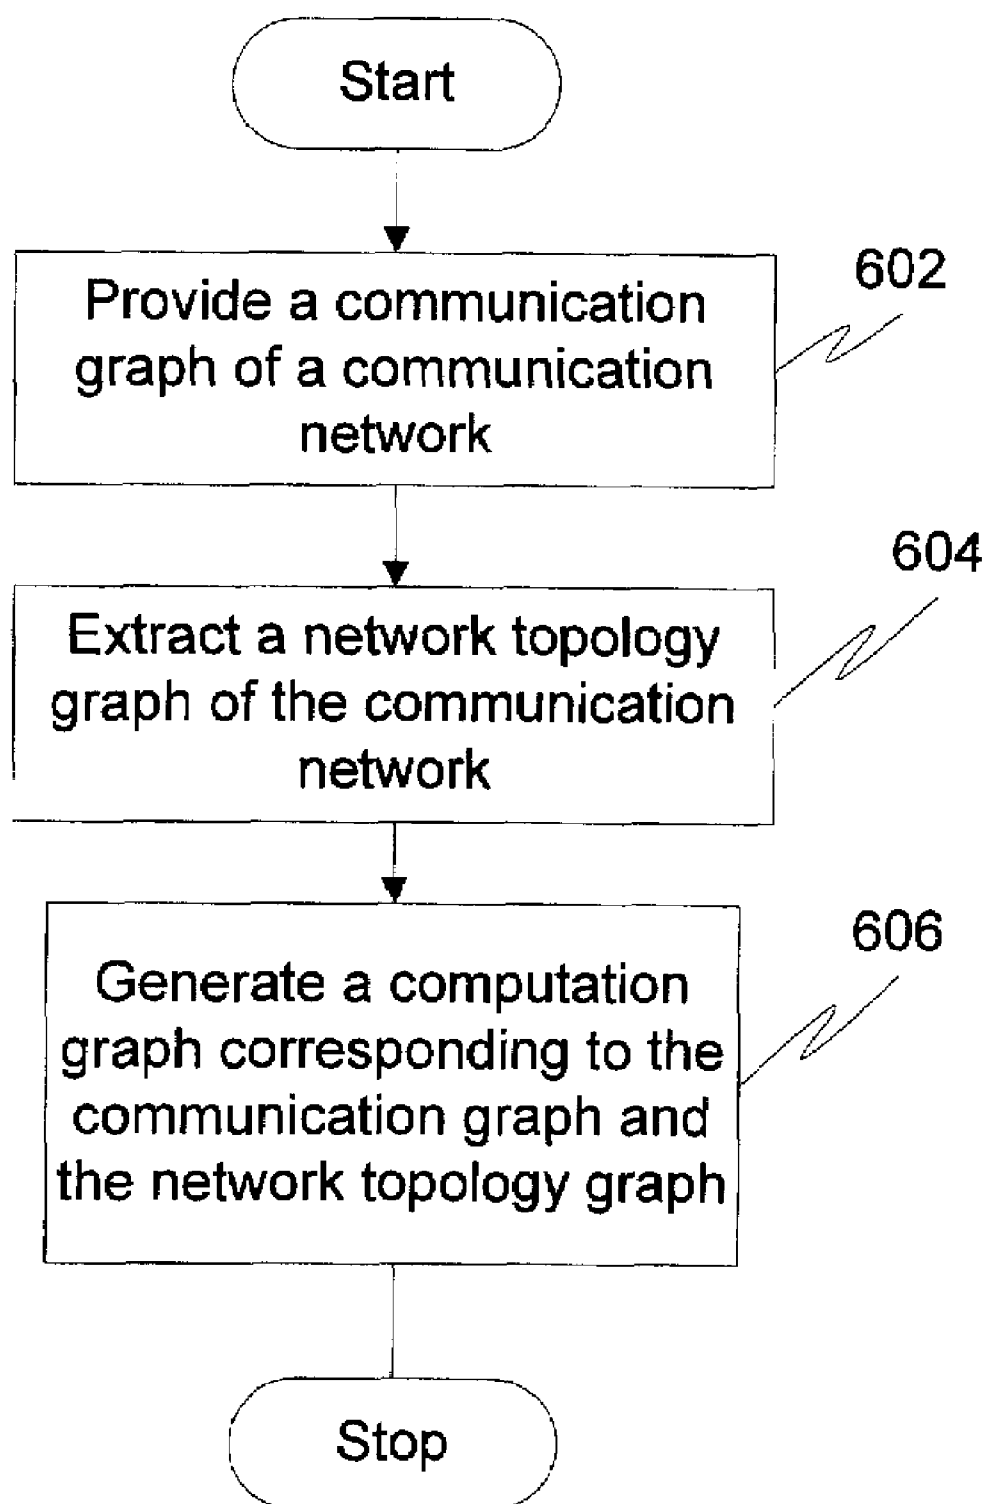 Start
Provide a communication
graph of a communication
network
602
Extract a network topology
graph of the communication
network
604
Generate a computation
graph corresponding to the
communication graph and
the network topology graph
606
Stop